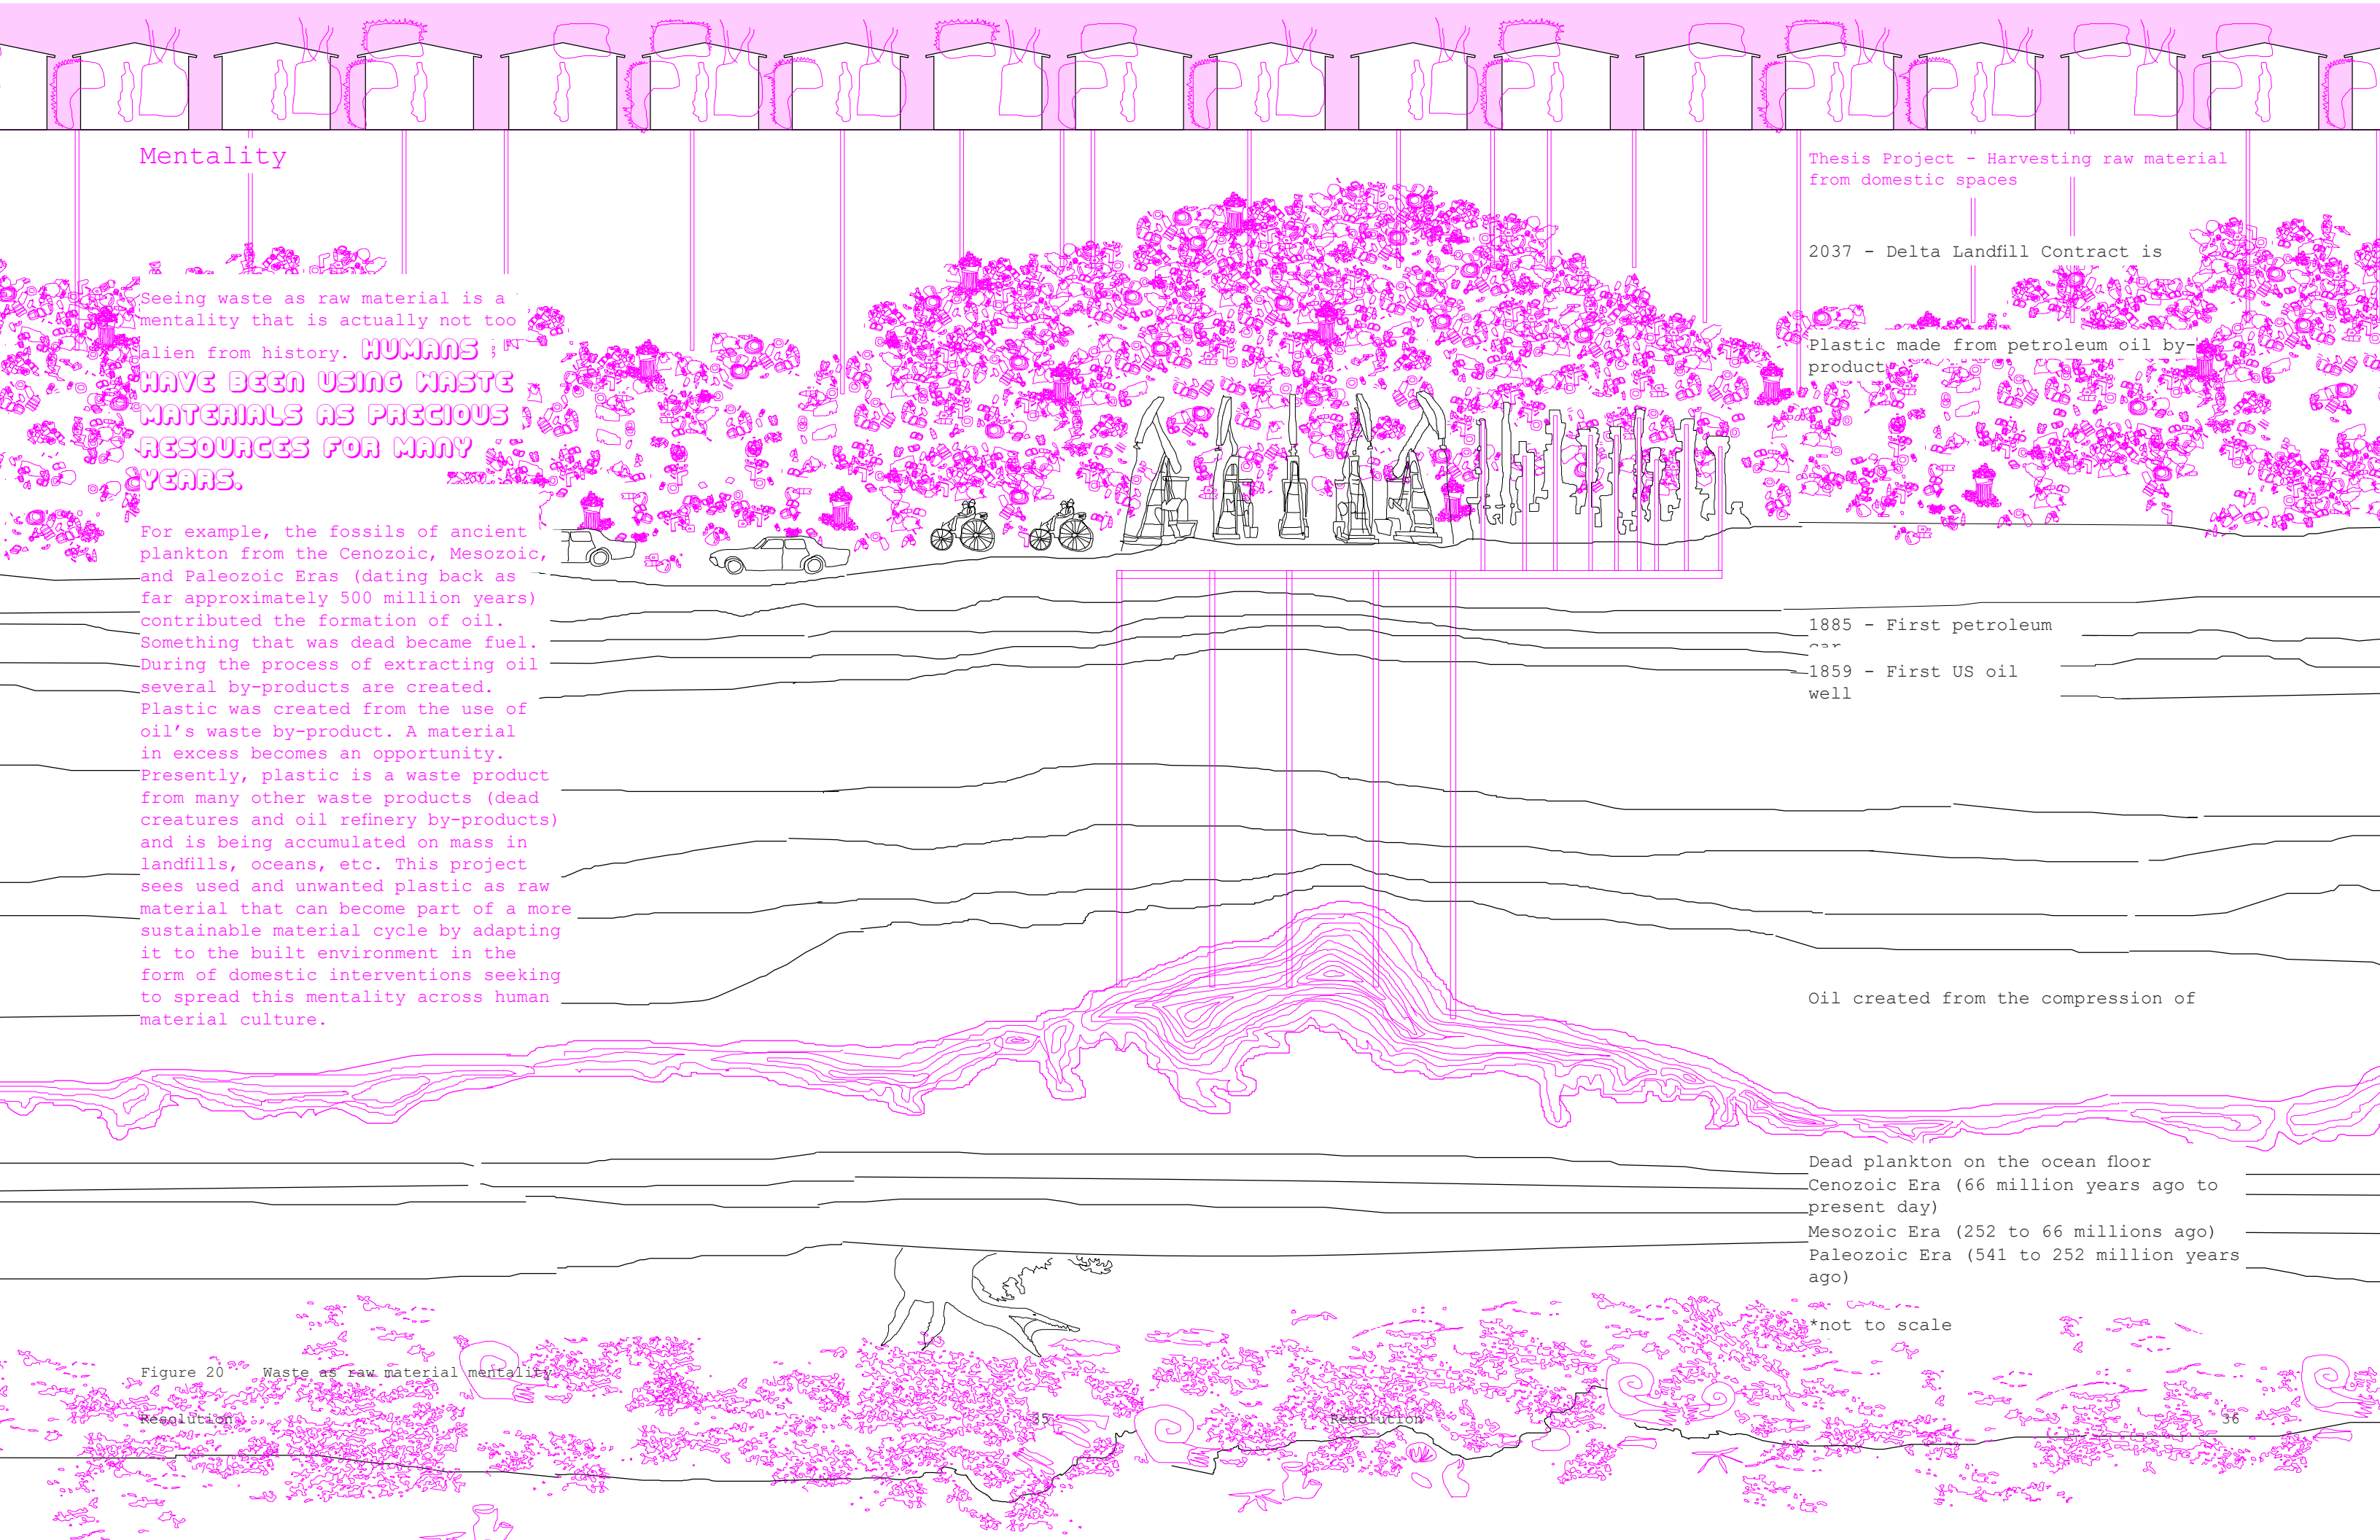 Mentality
Seeing waste as raw material is a
mentality that is actually not too
alien from history. HUMANS
HAVE BEEN USING WASTE
MATERIALS AS PRECIOUS
RESOURCES FOR MANY
YEARS.
For example, the fossils of ancient
plankton from the Cenozoic, Mesozoic,
and Paleozoic Eras (dating back as
far approximately 500 million years)
contributed the formation of oil.
Something that was dead became fuel.
During the process of extracting oil
several by-products are created.
Plastic was created from the use of
oil’s waste by-product. A material
in excess becomes an opportunity.
Presently, plastic is a waste product
from many other waste products (dead
creatures and oil refinery by-products)
and is being accumulated on mass in
landfills, oceans, etc. This project
sees used and unwanted plastic as raw
material that can become part of a more
sustainable material cycle by adapting
it to the built environment in the
form of domestic interventions seeking
to spread this mentality across human
material culture.
Figure 20 Waste as raw material mentality
Resolution 35
Thesis Project - Harvesting raw material
from domestic spaces
2037 - Delta Landfill Contract is
Plastic made from petroleum oil by-
product
1885 - First petroleum
car
1859 - First US oil
well
Oil created from the compression of
Dead plankton on the ocean floor
Cenozoic Era (66 million years ago to
present day)
Mesozoic Era (252 to 66 millions ago)
Paleozoic Era (541 to 252 million years
ago)
*not to scale
Resolution 36